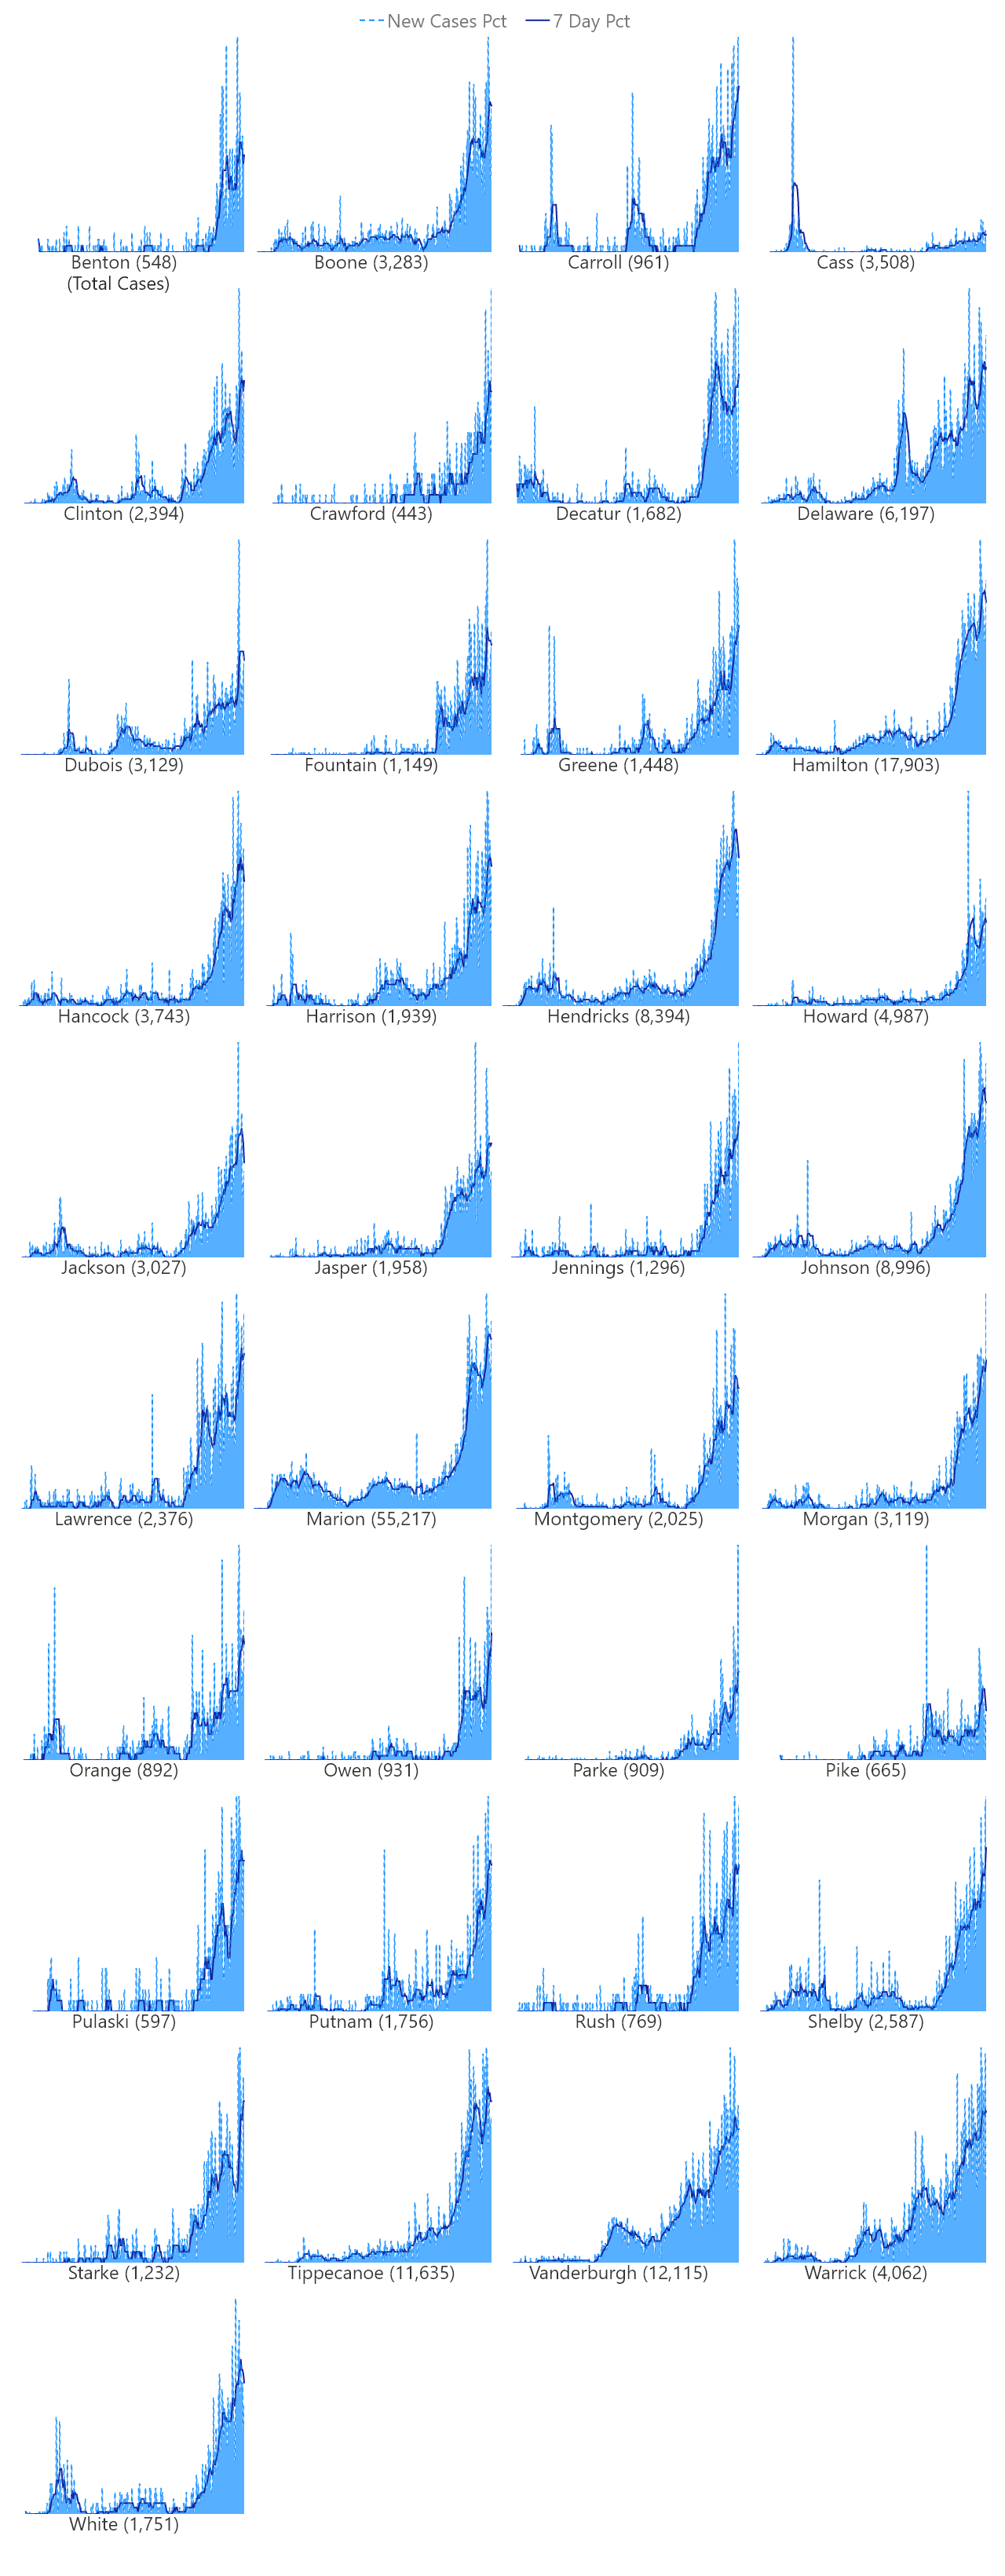 New Cases Pct 7 Day Pct
Benton (548) Boone (3,283) Carroll (961) Cass (3,508)
(Total Cases)
Clinton (2,394) Crawford (443) Decatur (1,682) Delaware (6,197)
Dubois (3,129) Fountain (1,149) Greene (1,448) Hamilton (17,903)
Hancock (3,743) Harrison (1,939) Hendricks (8,394) Howard (4,987)
Jackson (3,027) Jasper (1,958) Jennings (1,296) Johnson (8,996)
Lawrence (2,376) Marion (55,217) Montgomery (2,025) Morgan (3,119)
Orange (892) Owen (931) Parke (909) Pike (665)
Pulaski (597) Putnam (1,756) Rush (769) Shelby (2,587)
Starke (1,232) Tippecanoe (11,635) Vanderburgh (12,115) Warrick (4,062)
White (1,751)